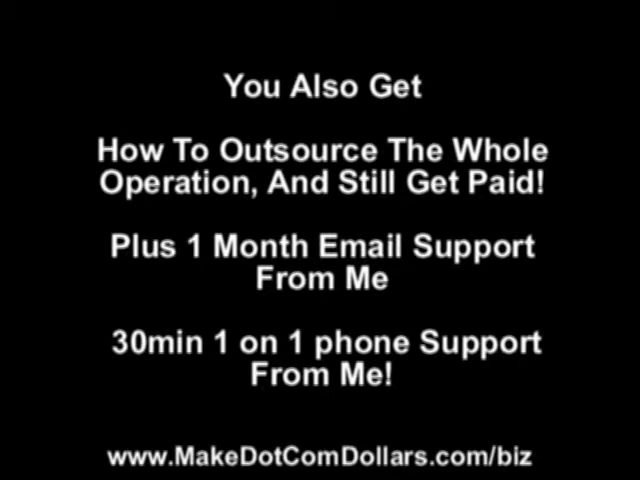 You Also Get
How To Outsource The Whole
Operation, And Still Get Paid!
Plus 1 Month Email Support
From Me
30min 1 on 1 phone Support
From Me!
www.MakeDotComDollars.com/biz